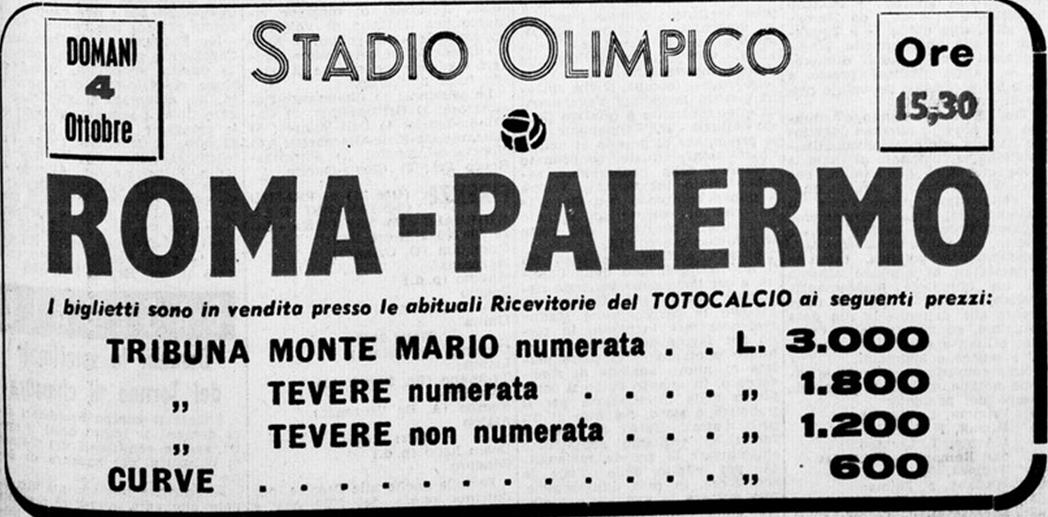 DOMANI
4
Ottobre
STADIO OLIMPICO
Ore
15,30
ROMA-PALERMO
I biglietti sono in vendita presso le abituali Ricevitorie del TOTOCALCIO ai seguenti prezzi:
TRIBUNA MONTE MARIO numerata . . L. 3.000
„ TEVERE numerata . . . . „ 1.800
„ TEVERE non numerata . . . . „ 1.200
CURVE . . . . . . . . . . . . „ 600